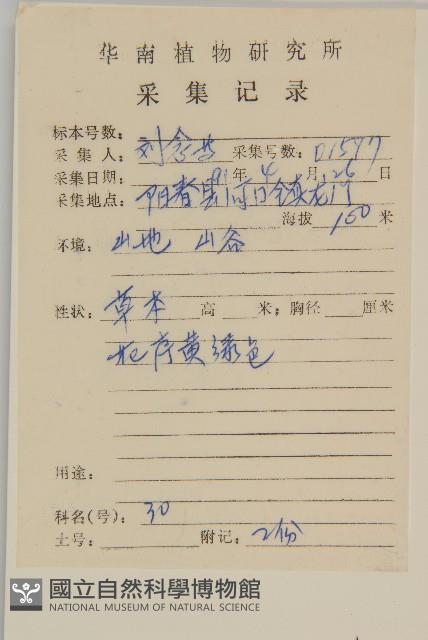 华南植物研究所
采集记录
标本号数:
采集人: 刘念 采集号数: 01577
采集日期: 91年4月26日
采集地点: 阳春县河口镇龙门
海拔 150 米
环境: 山地 山谷
性状: 草本 高 米; 胸径 厘米
花序黄绿色
用途:
科名(号): 30
土号: 附记: 2份
國立自然科學博物館
NATIONAL MUSEUM OF NATURAL SCIENCE